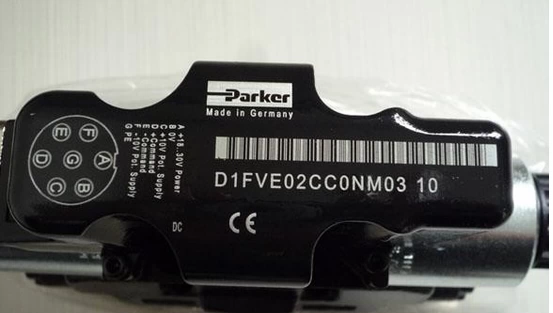 Parker
Made in Germany
D1FVE02CC0NM03 10
A +18..30V Power
B 0V
C +10V Pot. Supply
D +Command
E -Command
F -10V Pot. Supply
G PE
DC
CE
F
A
E
G
B
D
C